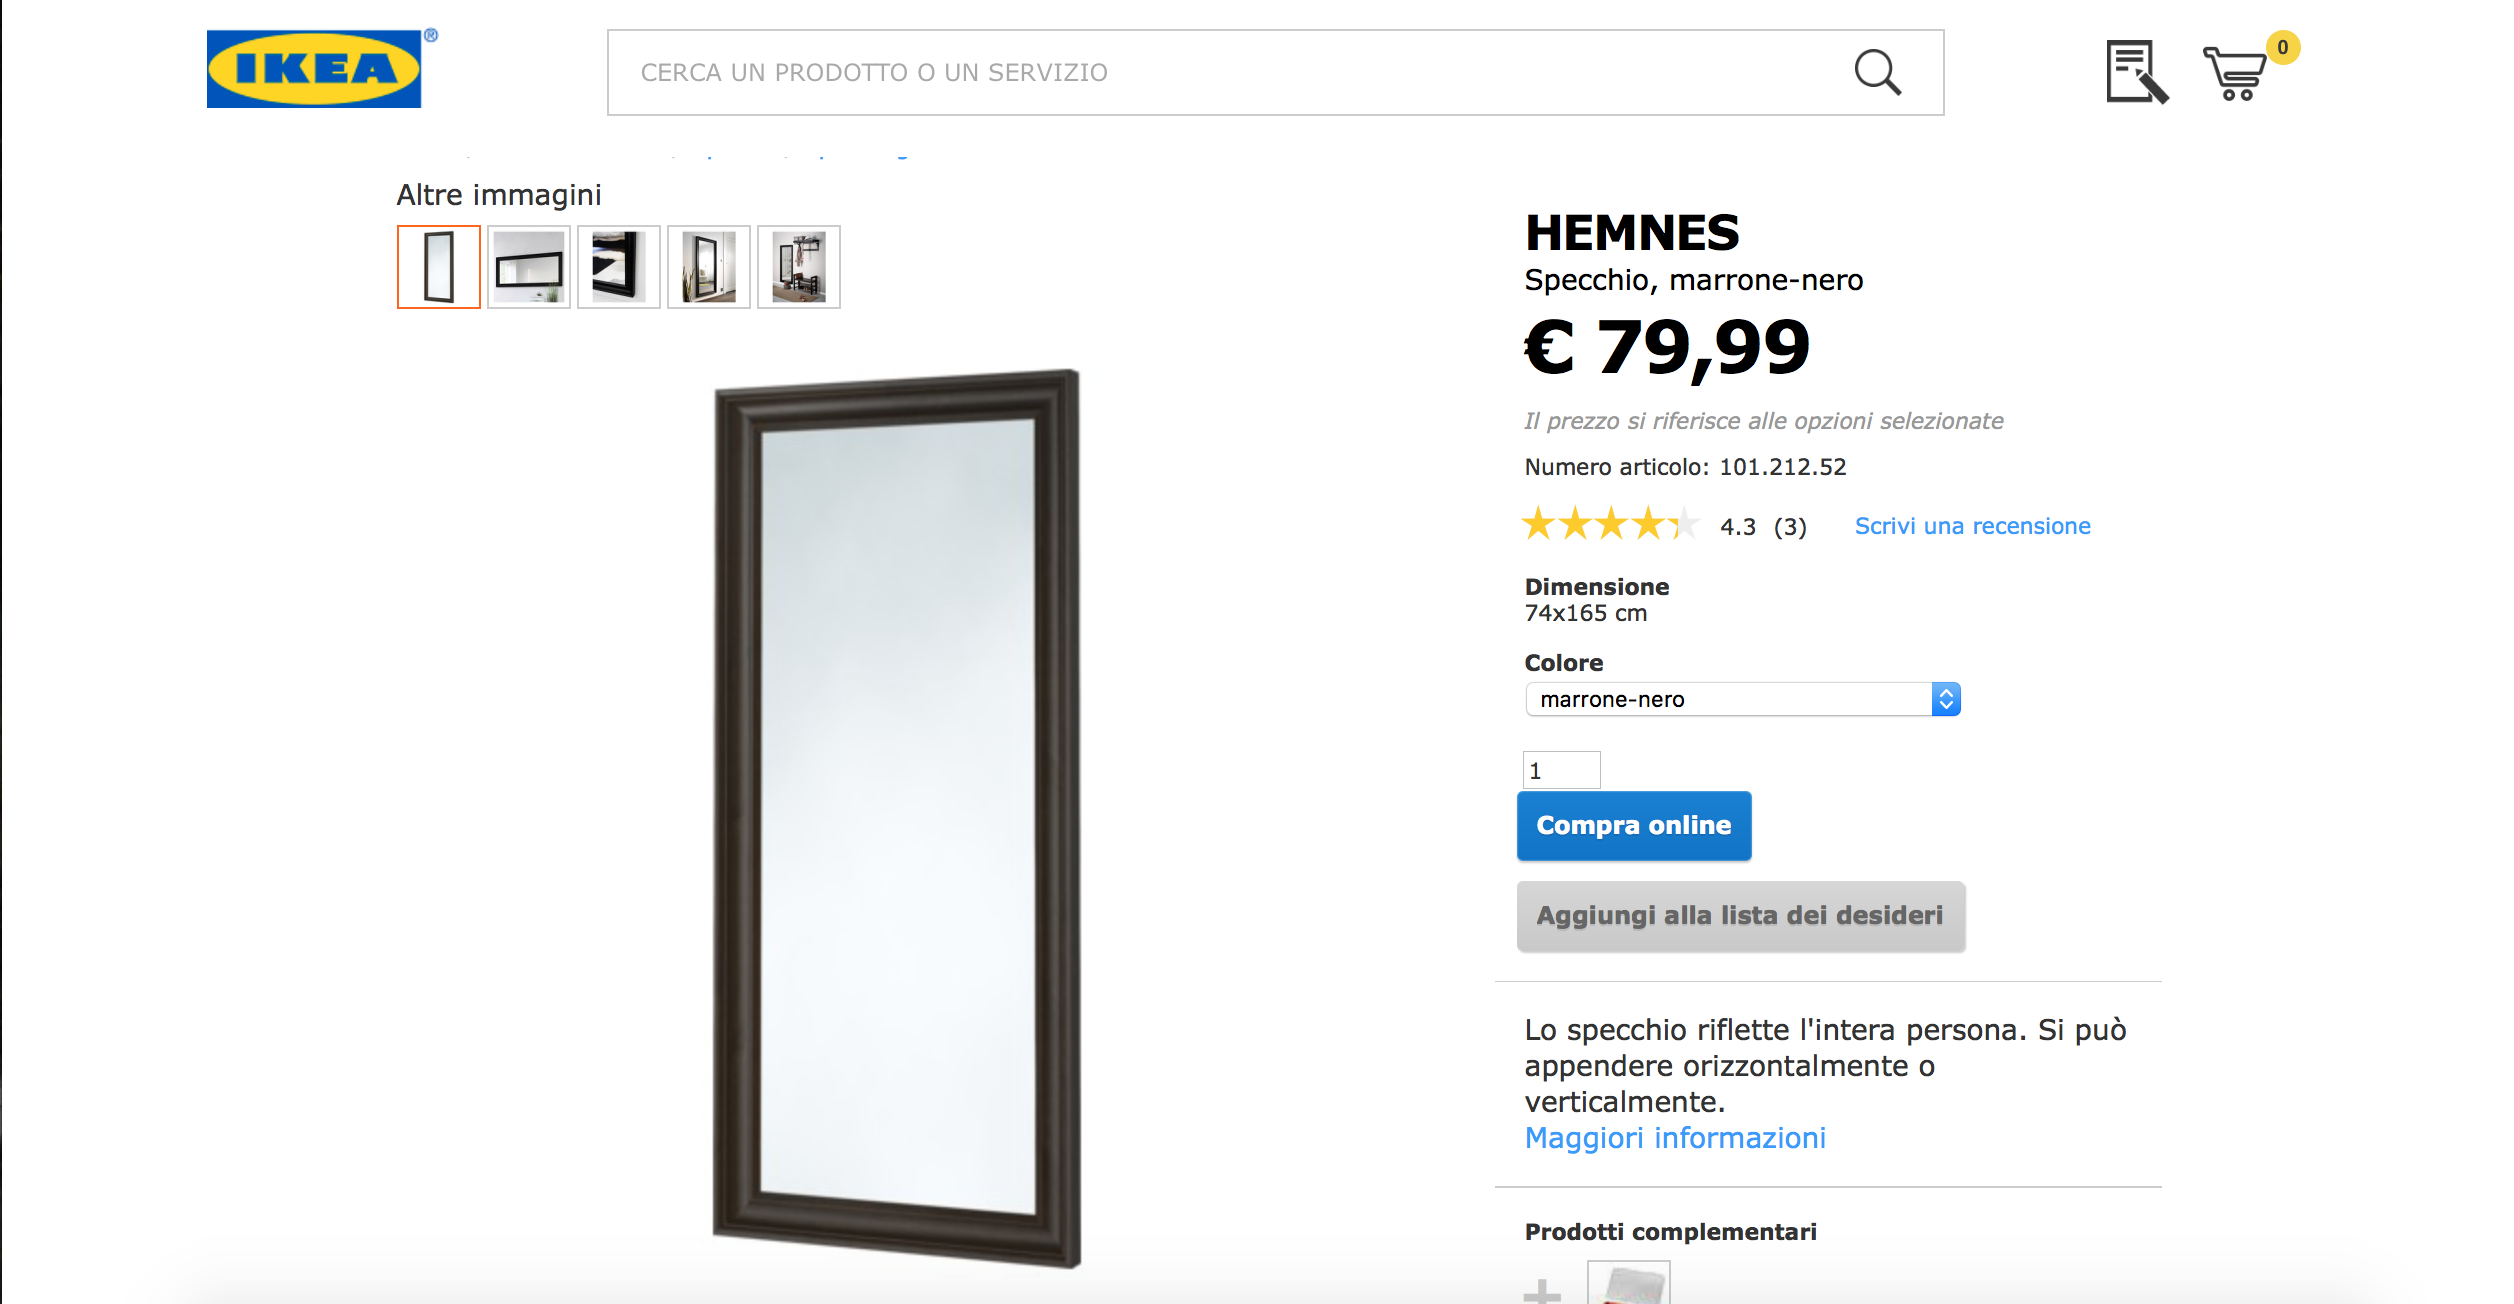 IKEA®
CERCA UN PRODOTTO O UN SERVIZIO
0
Altre immagini
HEMNES
Specchio, marrone-nero
€ 79,99
Il prezzo si riferisce alle opzioni selezionate
Numero articolo: 101.212.52
4.3 (3) Scrivi una recensione
Dimensione
74x165 cm
Colore
marrone-nero
1
Compra online
Aggiungi alla lista dei desideri
Lo specchio riflette l'intera persona. Si può
appendere orizzontalmente o
verticalmente.
Maggiori informazioni
Prodotti complementari